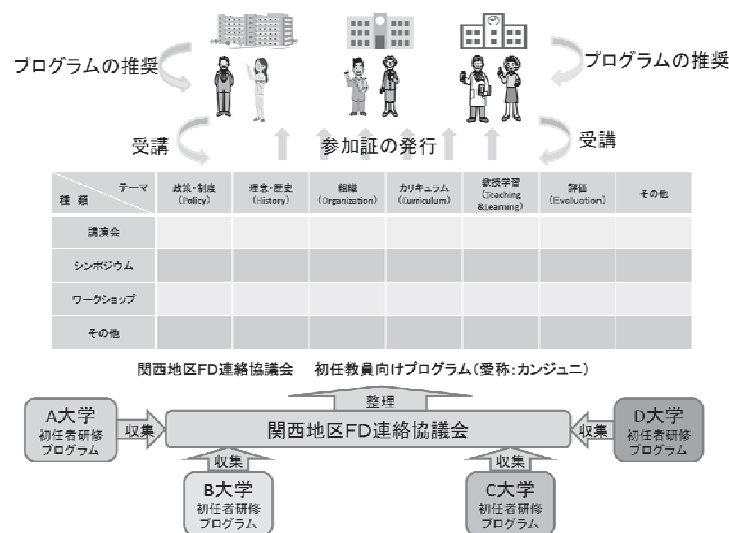 プログラムの推奨
プログラムの推奨
受講
参加証の発行
受講
テーマ
種 類
政策・制度
(Policy)
理念・歴史
(History)
組織
(Organization)
カリキュラム
(Curriculum)
教授学習
(Teaching
&Learning)
評価
(Evaluation)
その他
講演会
シンポジウム
ワークショップ
その他
関西地区FD連絡協議会　初任教員向けプログラム(愛称:カンジュニ)
整理
A大学
初任者研修
プログラム
収集
関西地区FD連絡協議会
収集
D大学
初任者研修
プログラム
収集
B大学
初任者研修
プログラム
収集
C大学
初任者研修
プログラム